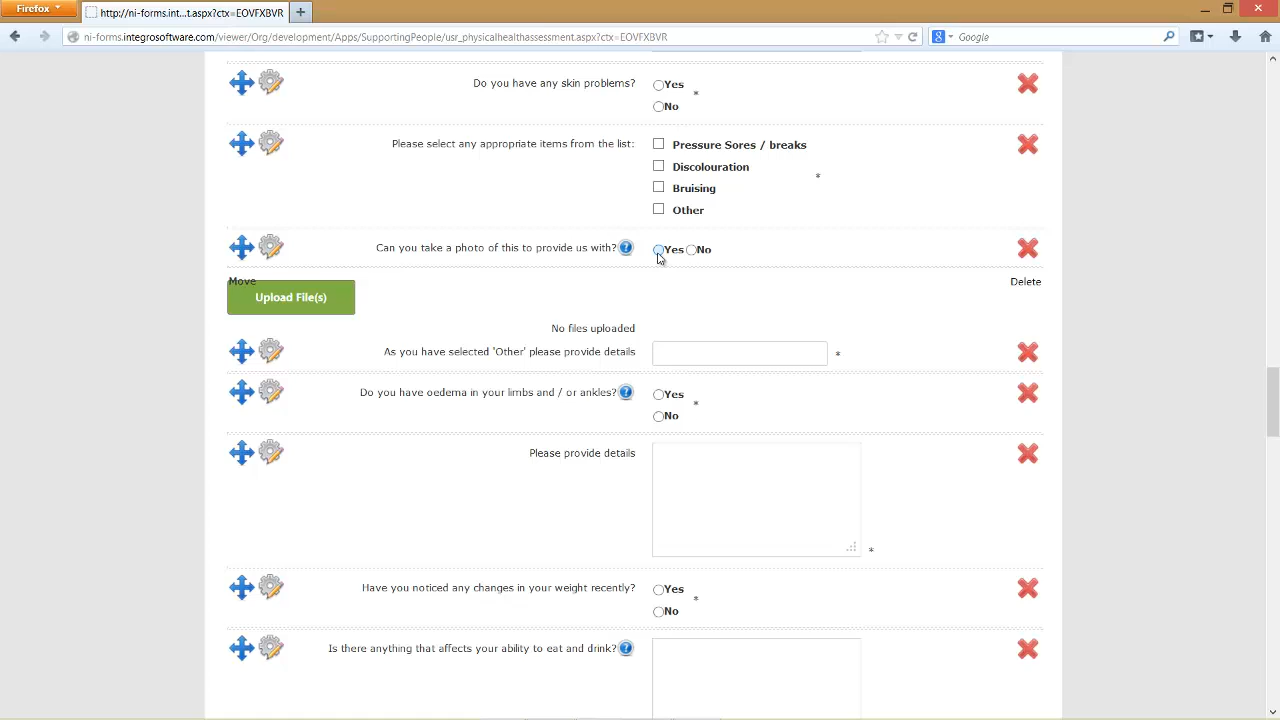 Firefox
http://ni-forms.int...t.aspx?ctx=EOVFXBVR
ni-forms.integrosoftware.com/viewer/Org/development/Apps/SupportingPeople/usr_physicalhealthassessment.aspx?ctx=EOVFXBVR
Google
Do you have any skin problems?
Yes
*
No
Please select any appropriate items from the list:
Pressure Sores / breaks
Discolouration
*
Bruising
Other
Can you take a photo of this to provide us with?
Yes No
Move
Delete
Upload File(s)
No files uploaded
As you have selected 'Other' please provide details
*
Do you have oedema in your limbs and / or ankles?
Yes
*
No
Please provide details
*
Have you noticed any changes in your weight recently?
Yes
*
No
Is there anything that affects your ability to eat and drink?